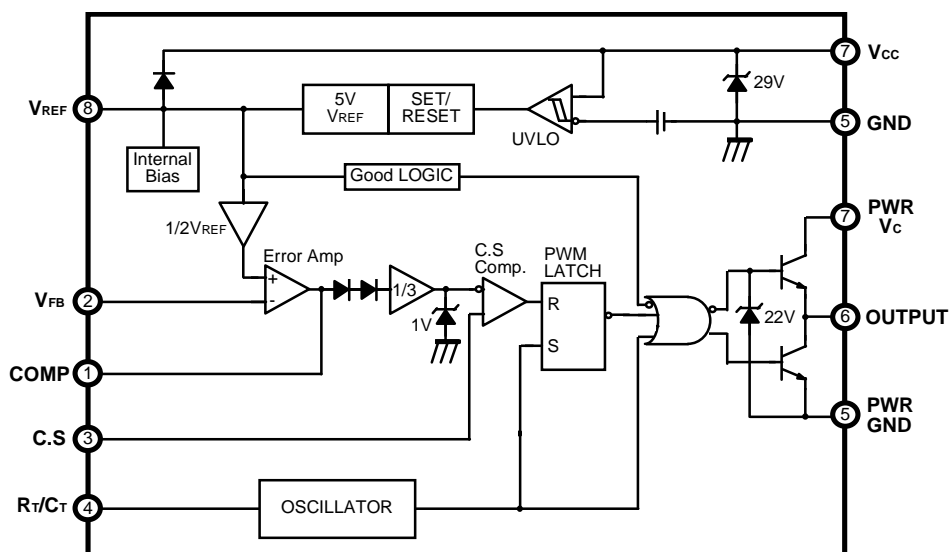 7
VCC
29V
VREF
8
5V
VREF
SET/
RESET
UVLO
5
GND
Internal
Bias
Good LOGIC
1/2VREF
PWR
VC
7
Error Amp
C.S
Comp.
PWM
LATCH
+
-
1/3
1V
R
S
22V
VFB
2
6
OUTPUT
COMP
1
5
PWR
GND
C.S
3
RT/CT
4
OSCILLATOR